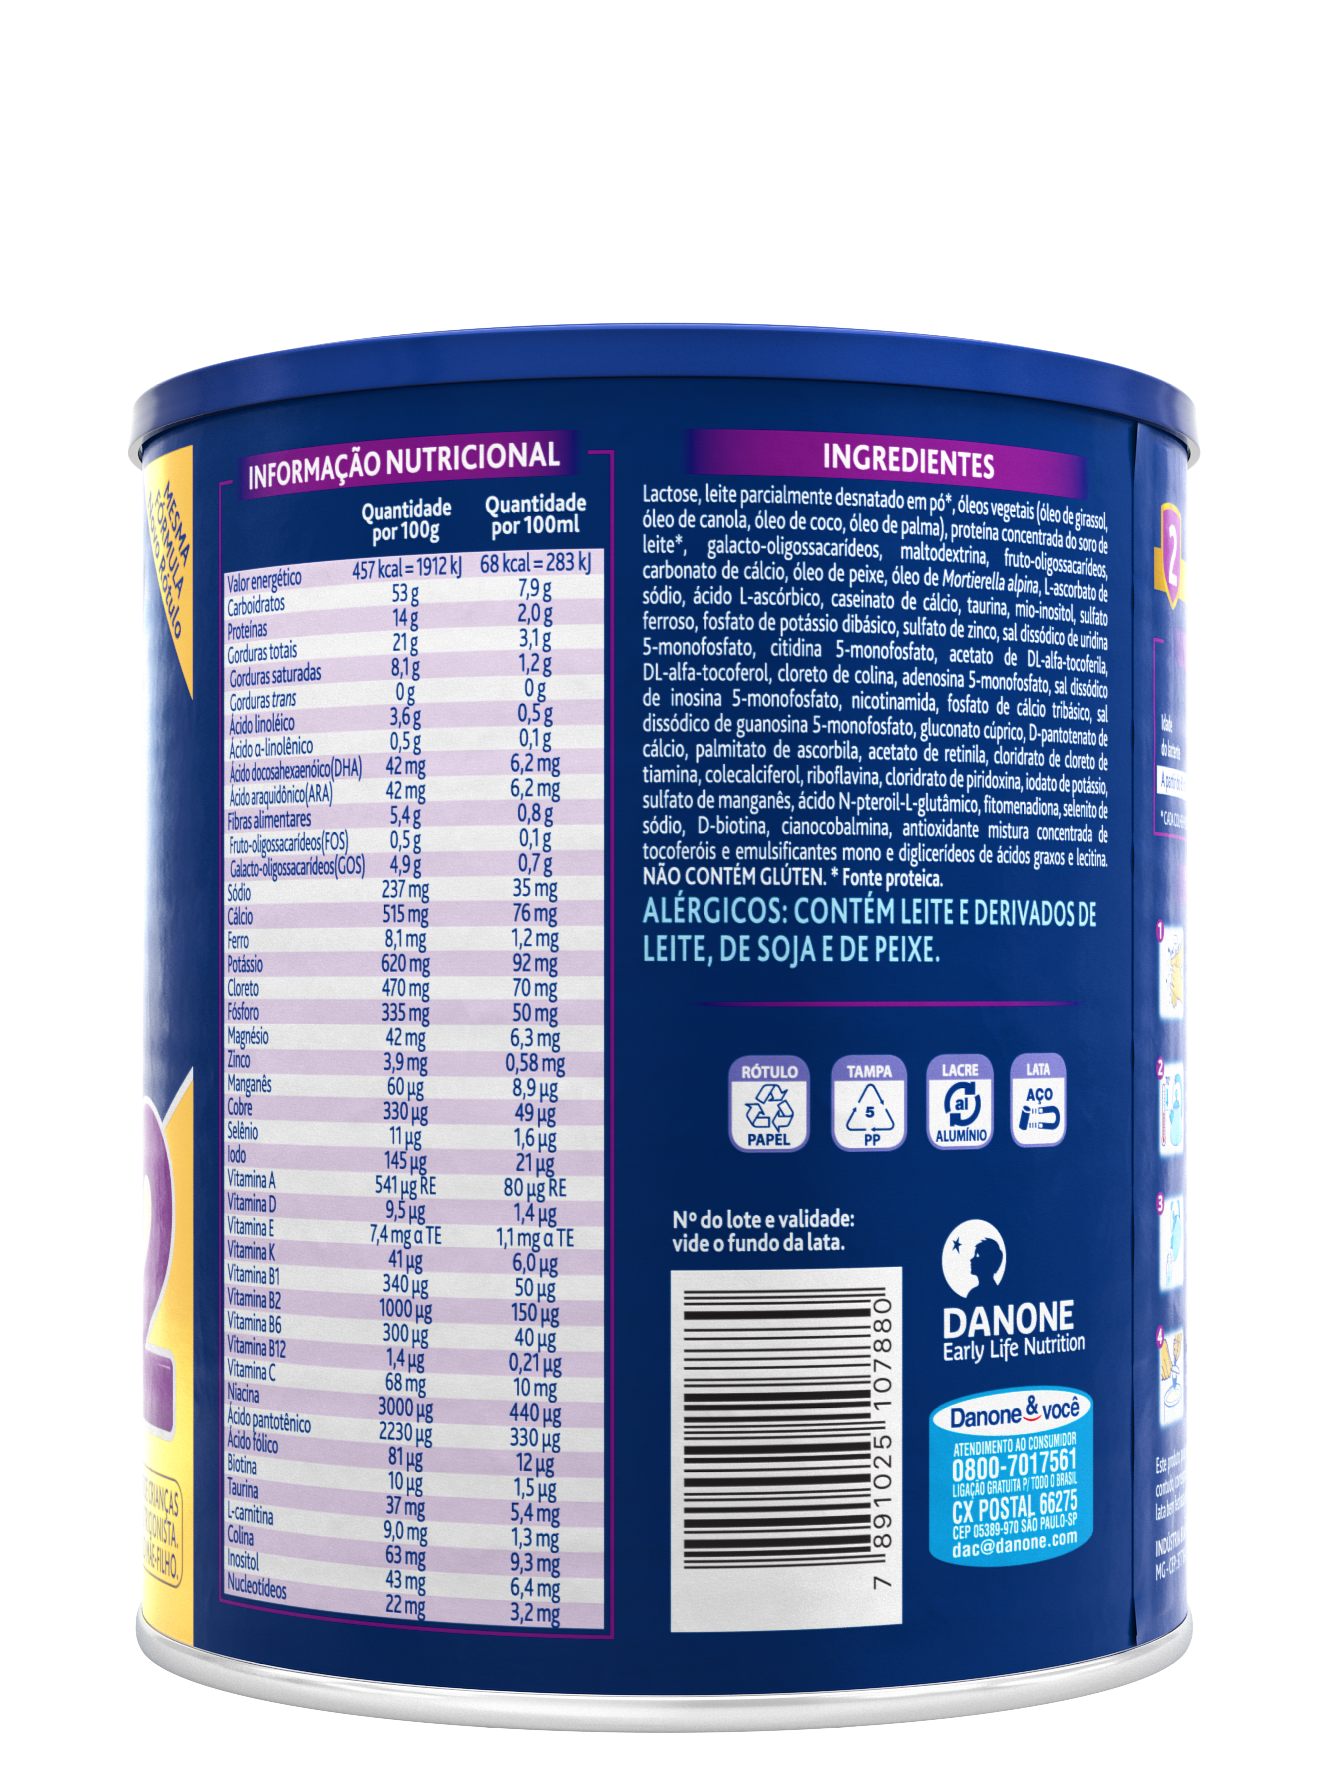 MESMA
FÓRMULA
NOVO RÓTULO
2
CRIANÇAS
INFORMAÇÃO NUTRICIONAL
Quantidade por 100g Quantidade por 100ml
Valor energético 457 kcal = 1912 kJ 68 kcal = 283 kJ
Carboidratos 53 g 7,9 g
Proteínas 14 g 2,0 g
Gorduras totais 21 g 3,1 g
Gorduras saturadas 8,1 g 1,2 g
Gorduras trans 0 g 0 g
Ácido linoléico 3,6 g 0,5 g
Ácido α-linolênico 0,5 g 0,1 g
Ácido docosahexaenóico(DHA) 42 mg 6,2 mg
Ácido araquidônico(ARA) 42 mg 6,2 mg
Fibras alimentares 5,4 g 0,8 g
Fruto-oligossacarídeos(FOS) 0,5 g 0,1 g
Galacto-oligossacarídeos(GOS) 4,9 g 0,7 g
Sódio 237 mg 35 mg
Cálcio 515 mg 76 mg
Ferro 8,1 mg 1,2 mg
Potássio 620 mg 92 mg
Cloreto 470 mg 70 mg
Fósforo 335 mg 50 mg
Magnésio 42 mg 6,3 mg
Zinco 3,9 mg 0,58 mg
Manganês 60 µg 8,9 µg
Cobre 330 µg 49 µg
Selênio 11 µg 1,6 µg
Iodo 145 µg 21 µg
Vitamina A 541 µg RE 80 µg RE
Vitamina D 9,5 µg 1,4 µg
Vitamina E 7,4 mg α TE 1,1 mg α TE
Vitamina K 41 µg 6,0 µg
Vitamina B1 340 µg 50 µg
Vitamina B2 1000 µg 150 µg
Vitamina B6 300 µg 40 µg
Vitamina B12 1,4 µg 0,21 µg
Vitamina C 68 mg 10 mg
Niacina 3000 µg 440 µg
Ácido pantotênico 2230 µg 330 µg
Ácido fólico 81 µg 12 µg
Biotina 10 µg 1,5 µg
Taurina 37 mg 5,4 mg
L-carnitina 9,0 mg 1,3 mg
Colina 63 mg 9,3 mg
Inositol 43 mg 6,4 mg
Nucleotídeos 22 mg 3,2 mg
INGREDIENTES
Lactose, leite parcialmente desnatado em pó*, óleos vegetais (óleo de girassol,
óleo de canola, óleo de coco, óleo de palma), proteína concentrada do soro de
leite*, galacto-oligossacarídeos, maltodextrina, fruto-oligossacarídeos,
carbonato de cálcio, óleo de peixe, óleo de Mortierella alpina, L-ascorbato de
sódio, ácido L-ascórbico, caseinato de cálcio, taurina, mio-inositol, sulfato
ferroso, fosfato de potássio dibásico, sulfato de zinco, sal dissódico de uridina
5-monofosfato, citidina 5-monofosfato, acetato de DL-alfa-tocoferila,
DL-alfa-tocoferol, cloreto de colina, adenosina 5-monofosfato, sal dissódico
de inosina 5-monofosfato, nicotinamida, fosfato de cálcio tribásico, sal
dissódico de guanosina 5-monofosfato, gluconato cúprico, D-pantotenato de
cálcio, palmitato de ascorbila, acetato de retinila, cloridrato de cloreto de
tiamina, colecalciferol, riboflavina, cloridrato de piridoxina, iodato de potássio,
sulfato de manganês, ácido N-pteroil-L-glutâmico, fitomenadiona, selenito de
sódio, D-biotina, cianocobalmina, antioxidante mistura concentrada de
tocoferóis e emulsificantes mono e diglicerídeos de ácidos graxos e lecitina.
NÃO CONTÉM GLÚTEN. * Fonte proteica.
ALÉRGICOS: CONTÉM LEITE E DERIVADOS DE
LEITE, DE SOJA E DE PEIXE.
RÓTULO TAMPA LACRE LATA
5 al AÇO
PAPEL PP ALUMÍNIO
Nº do lote e validade:
vide o fundo da lata.
7 891025 107880
DANONE
Early Life Nutrition
Danone & você
ATENDIMENTO AO CONSUMIDOR
0800-7017561
LIGAÇÃO GRATUITA P/ TODO O BRASIL
CX POSTAL 66275
CEP 05389-970 SÃO PAULO-SP
dac@danone.com
2
Idade
1
2
3
4
Este